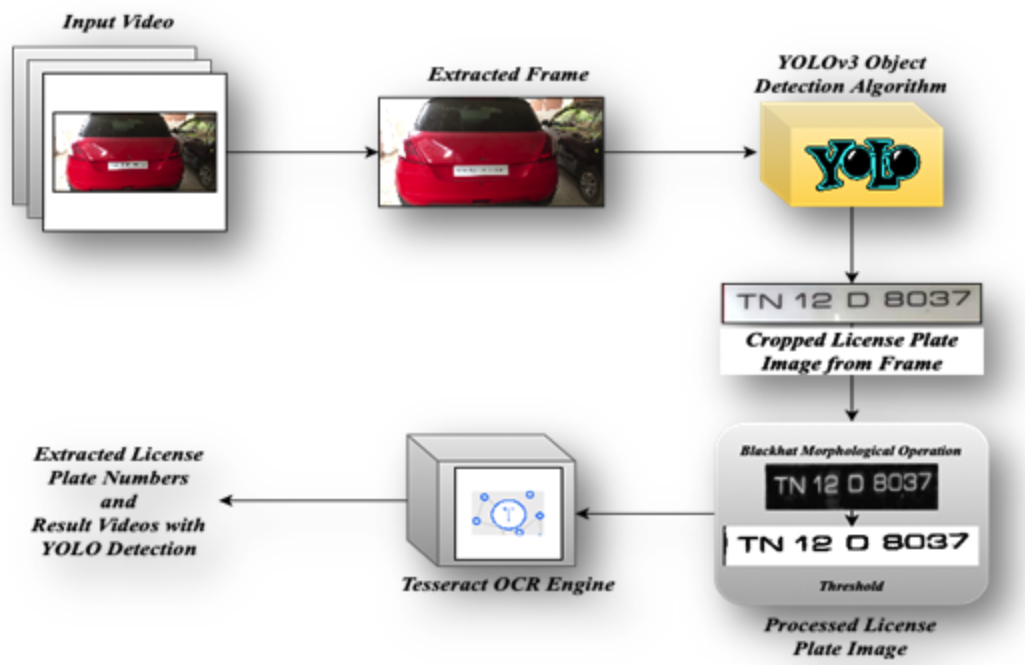 Input Video
Extracted Frame
YOLOv3 Object
Detection Algorithm
YOLO
TN 12 D 8037
Cropped License Plate
Image from Frame
Blackhat Morphological Operation
TN 12 D 8037
TN 12 D 8037
Threshold
Processed License
Plate Image
Tesseract OCR Engine
Extracted License
Plate Numbers
and
Result Videos with
YOLO Detection